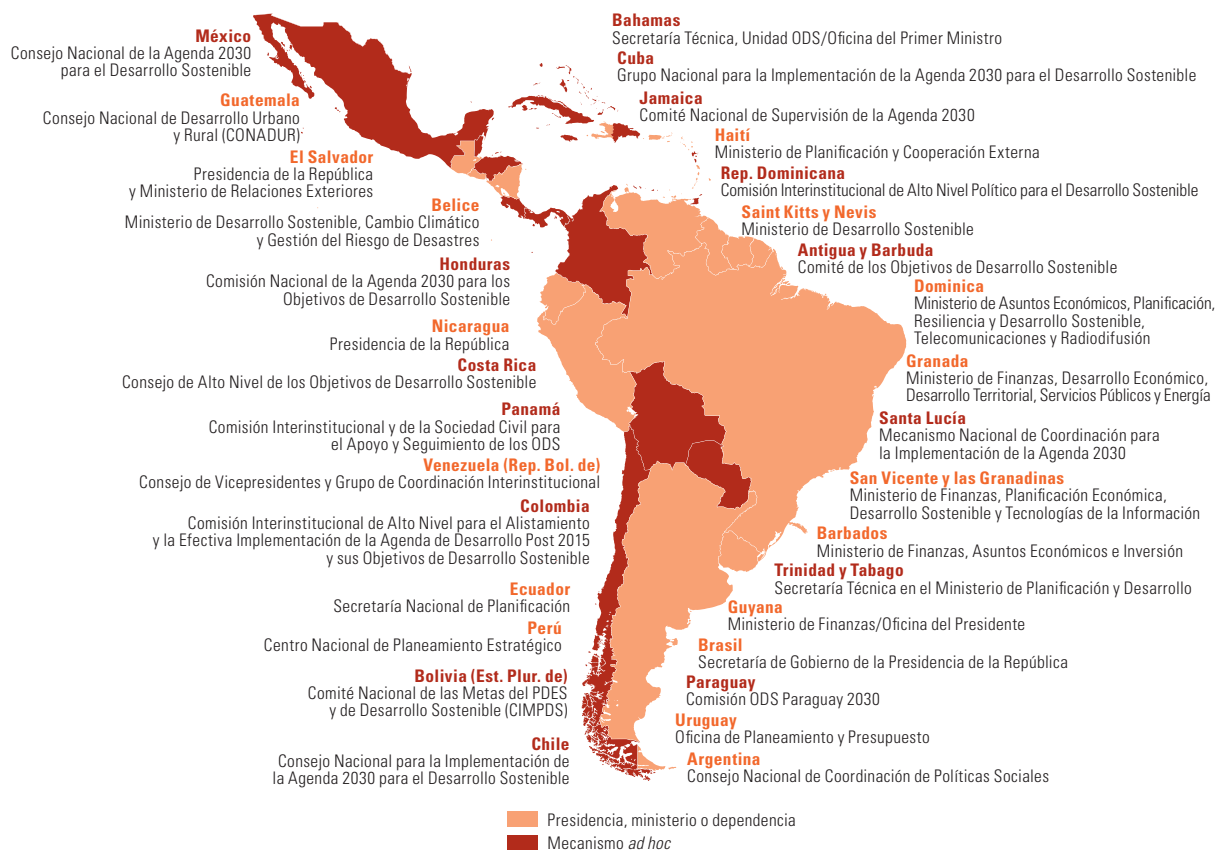 México
Consejo Nacional de la Agenda 2030
para el Desarrollo Sostenible
Guatemala
Consejo Nacional de Desarrollo Urbano
y Rural (CONADUR)
El Salvador
Presidencia de la República
y Ministerio de Relaciones Exteriores
Belice
Ministerio de Desarrollo Sostenible, Cambio Climático
y Gestión del Riesgo de Desastres
Honduras
Comisión Nacional de la Agenda 2030 para los
Objetivos de Desarrollo Sostenible
Nicaragua
Presidencia de la República
Costa Rica
Consejo de Alto Nivel de los Objetivos de Desarrollo Sostenible
Panamá
Comisión Interinstitucional y de la Sociedad Civil para
el Apoyo y Seguimiento de los ODS
Venezuela (Rep. Bol. de)
Consejo de Vicepresidentes y Grupo de Coordinación Interinstitucional
Colombia
Comisión Interinstitucional de Alto Nivel para el Alistamiento
y la Efectiva Implementación de la Agenda de Desarrollo Post 2015
y sus Objetivos de Desarrollo Sostenible
Ecuador
Secretaría Nacional de Planificación
Perú
Centro Nacional de Planeamiento Estratégico
Bolivia (Est. Plur. de)
Comité Nacional de las Metas del PDES
y de Desarrollo Sostenible (CIMPDS)
Chile
Consejo Nacional para la Implementación de
la Agenda 2030 para el Desarrollo Sostenible
Bahamas
Secretaría Técnica, Unidad ODS/Oficina del Primer Ministro
Cuba
Grupo Nacional para la Implementación de la Agenda 2030 para el Desarrollo Sostenible
Jamaica
Comité Nacional de Supervisión de la Agenda 2030
Haití
Ministerio de Planificación y Cooperación Externa
Rep. Dominicana
Comisión Interinstitucional de Alto Nivel Político para el Desarrollo Sostenible
Saint Kitts y Nevis
Ministerio de Desarrollo Sostenible
Antigua y Barbuda
Comité de los Objetivos de Desarrollo Sostenible
Dominica
Ministerio de Asuntos Económicos, Planificación,
Resiliencia y Desarrollo Sostenible,
Telecomunicaciones y Radiodifusión
Granada
Ministerio de Finanzas, Desarrollo Económico,
Desarrollo Territorial, Servicios Públicos y Energía
Santa Lucía
Mecanismo Nacional de Coordinación para
la Implementación de la Agenda 2030
San Vicente y las Granadinas
Ministerio de Finanzas, Planificación Económica,
Desarrollo Sostenible y Tecnologías de la Información
Barbados
Ministerio de Finanzas, Asuntos Económicos e Inversión
Trinidad y Tabago
Secretaría Técnica en el Ministerio de Planificación y Desarrollo
Guyana
Ministerio de Finanzas/Oficina del Presidente
Brasil
Secretaría de Gobierno de la Presidencia de la República
Paraguay
Comisión ODS Paraguay 2030
Uruguay
Oficina de Planeamiento y Presupuesto
Argentina
Consejo Nacional de Coordinación de Políticas Sociales
Presidencia, ministerio o dependencia
Mecanismo ad hoc